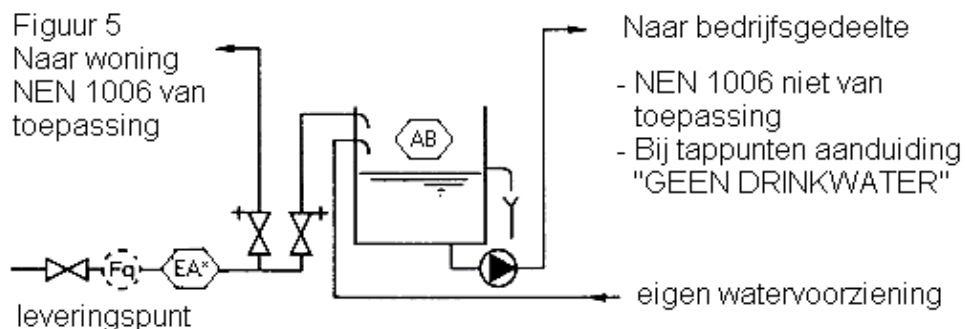 Figuur 5
Naar woning
NEN 1006 van
toepassing
Naar bedrijfsgedeelte
- NEN 1006 niet van
toepassing
- Bij tappunten aanduiding
"GEEN DRINKWATER"
AB
Fq
EA*
leveringspunt
eigen watervoorziening